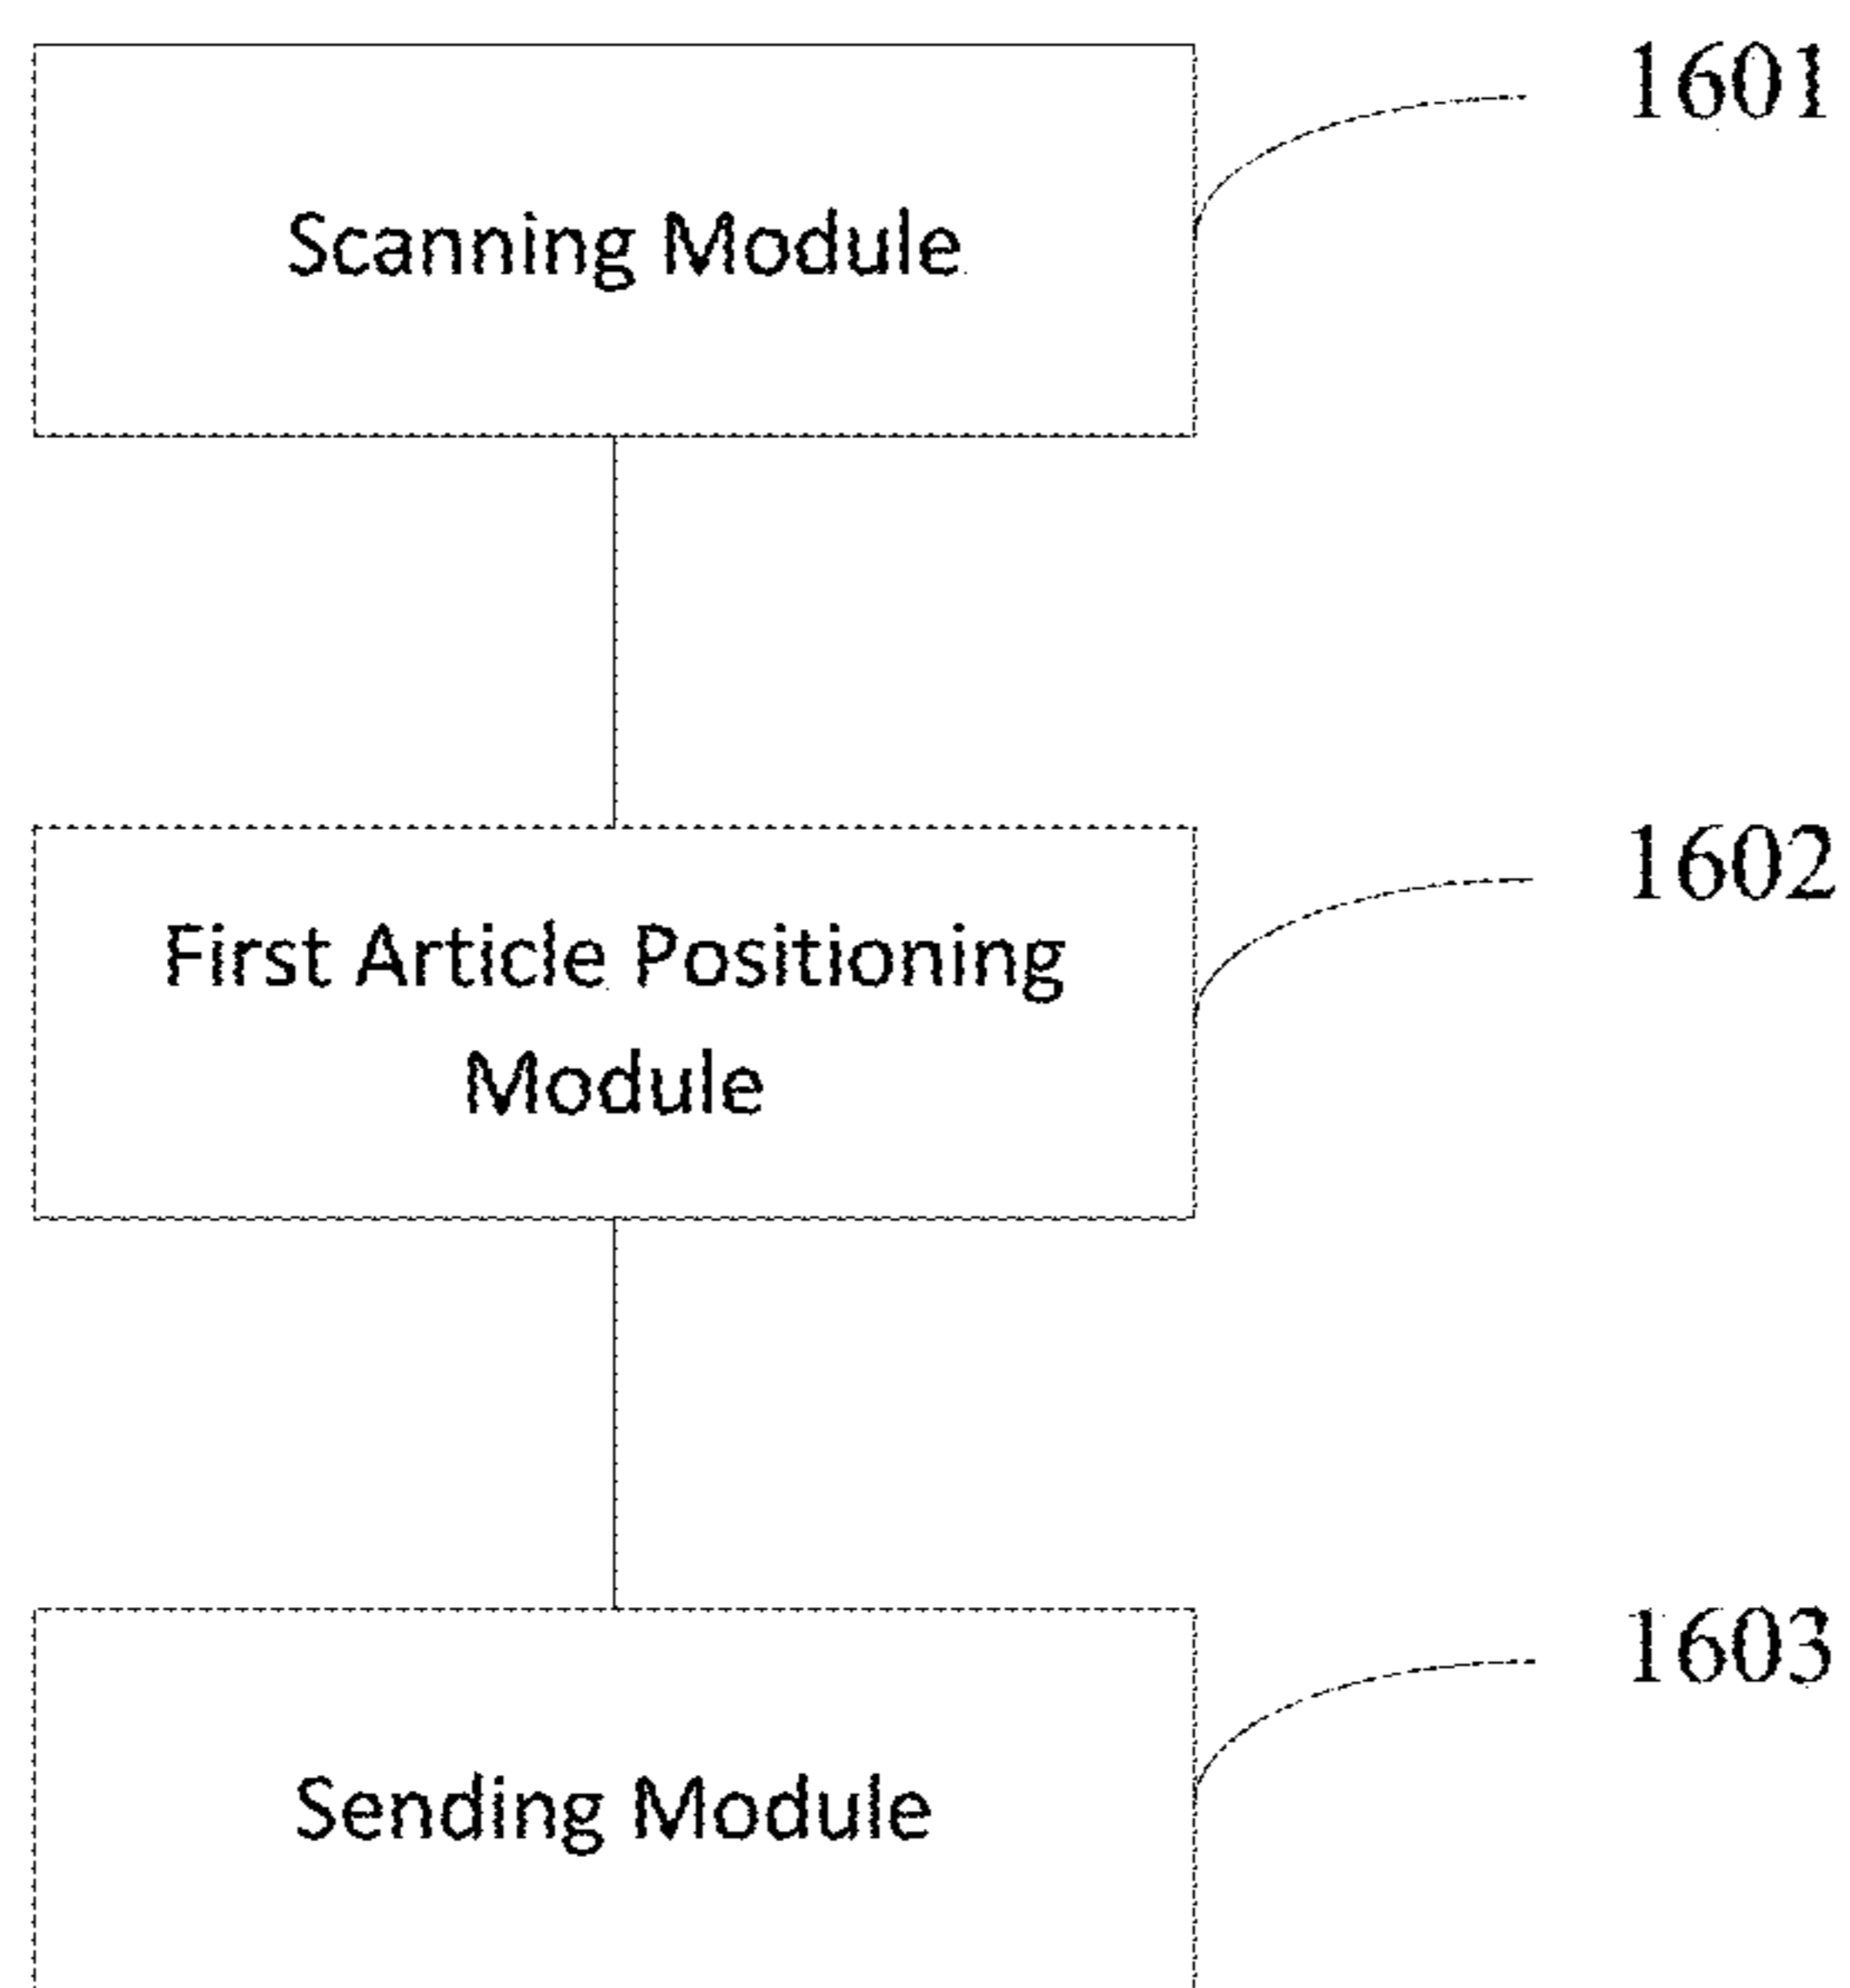 1601
Scanning Module
1602
First Article Positioning
Module
1603
Sending Module